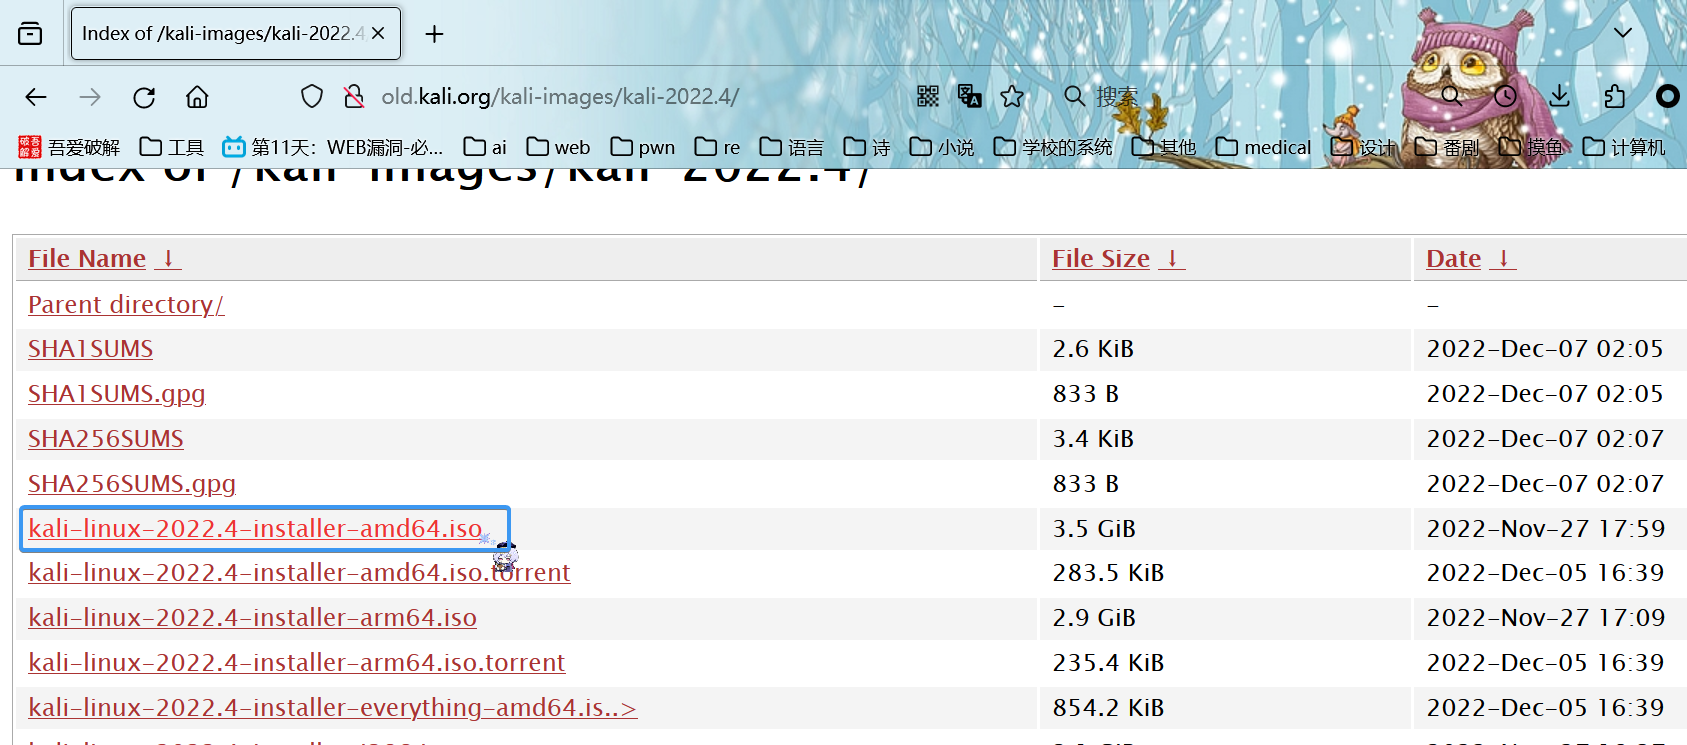 Index of /kali-images/kali-2022.4
old.kali.org/kali-images/kali-2022.4/
搜索
吾爱破解 工具 第11天：WEB漏洞-必... ai web pwn re 语言 诗 小说 学校的系统 其他 medical 设计 番剧 摸鱼 计算机
Index of /kali-images/kali-2022.4/
File Name ↓ File Size ↓ Date ↓
Parent directory/ - -
SHA1SUMS 2.6 KiB 2022-Dec-07 02:05
SHA1SUMS.gpg 833 B 2022-Dec-07 02:05
SHA256SUMS 3.4 KiB 2022-Dec-07 02:07
SHA256SUMS.gpg 833 B 2022-Dec-07 02:07
kali-linux-2022.4-installer-amd64.iso 3.5 GiB 2022-Nov-27 17:59
kali-linux-2022.4-installer-amd64.iso.torrent 283.5 KiB 2022-Dec-05 16:39
kali-linux-2022.4-installer-arm64.iso 2.9 GiB 2022-Nov-27 17:09
kali-linux-2022.4-installer-arm64.iso.torrent 235.4 KiB 2022-Dec-05 16:39
kali-linux-2022.4-installer-everything-amd64.is..> 854.2 KiB 2022-Dec-05 16:39